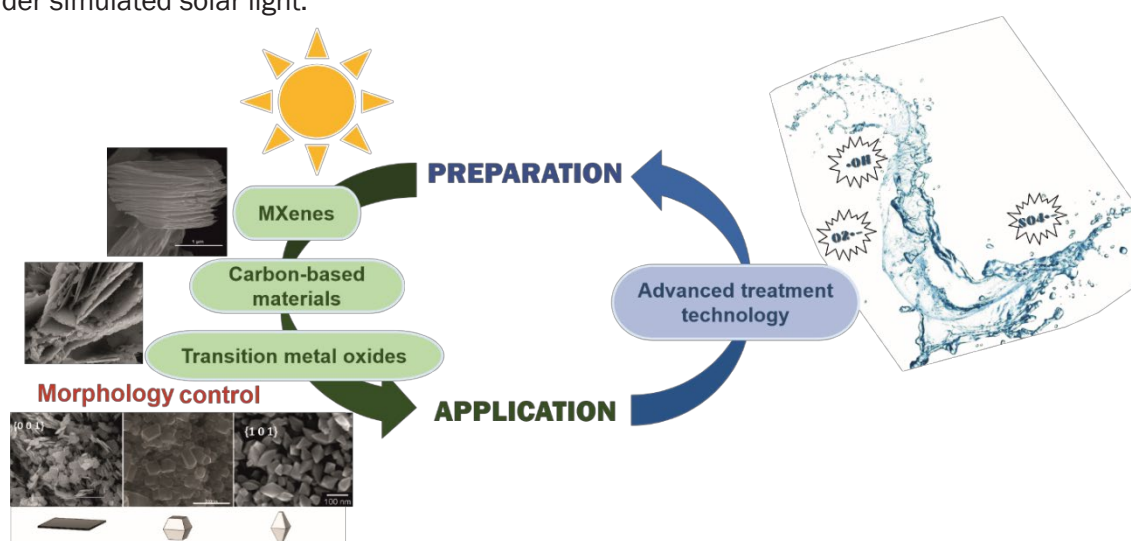 der simulated solar light.
PREPARATION
MXenes
Carbon-based
materials
Transition metal oxides
Advanced treatment
technology
•OH
O2•−
SO4•−
APPLICATION
Morphology control
{0 0 1}
{1 0 1}
1 μm
100 nm